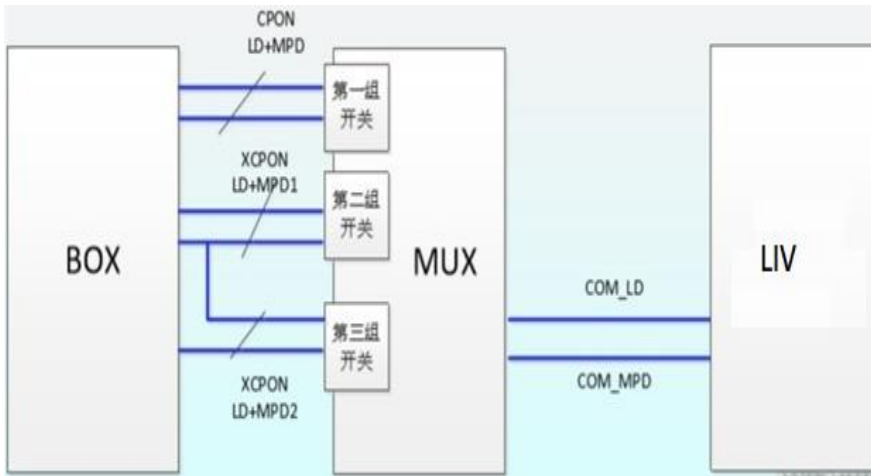 CPON
LD+MPD
第一组
开关
XCPON
LD+MPD1
第二组
开关
BOX
MUX
LIV
COM_LD
第三组
开关
COM_MPD
XCPON
LD+MPD2